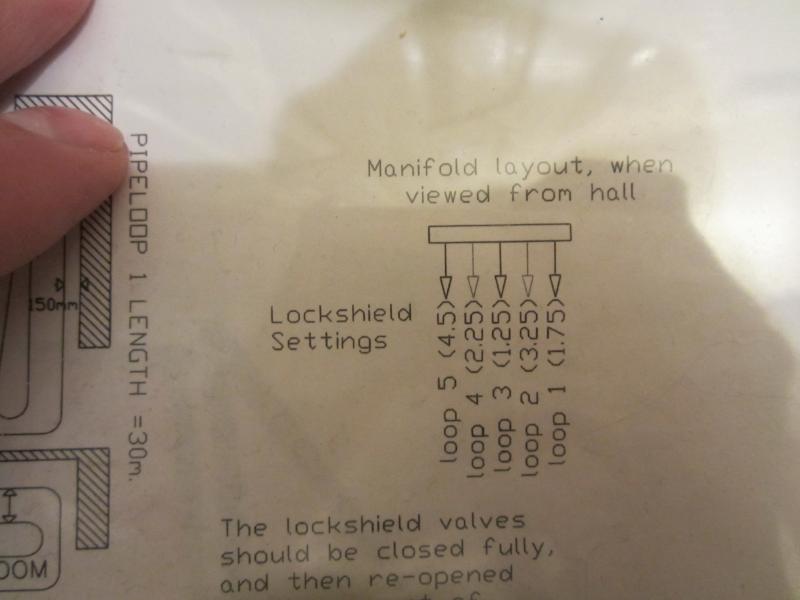 Manifold layout, when
viewed from hall
PIPELOOP 1 LENGTH =30m.
150mm
Lockshield
Settings
loop 5 (4.5)
loop 4 (2.25)
loop 3 (1.25)
loop 2 (3.25)
loop 1 (1.75)
The lockshield valves
should be closed fully,
and then re-opened
of